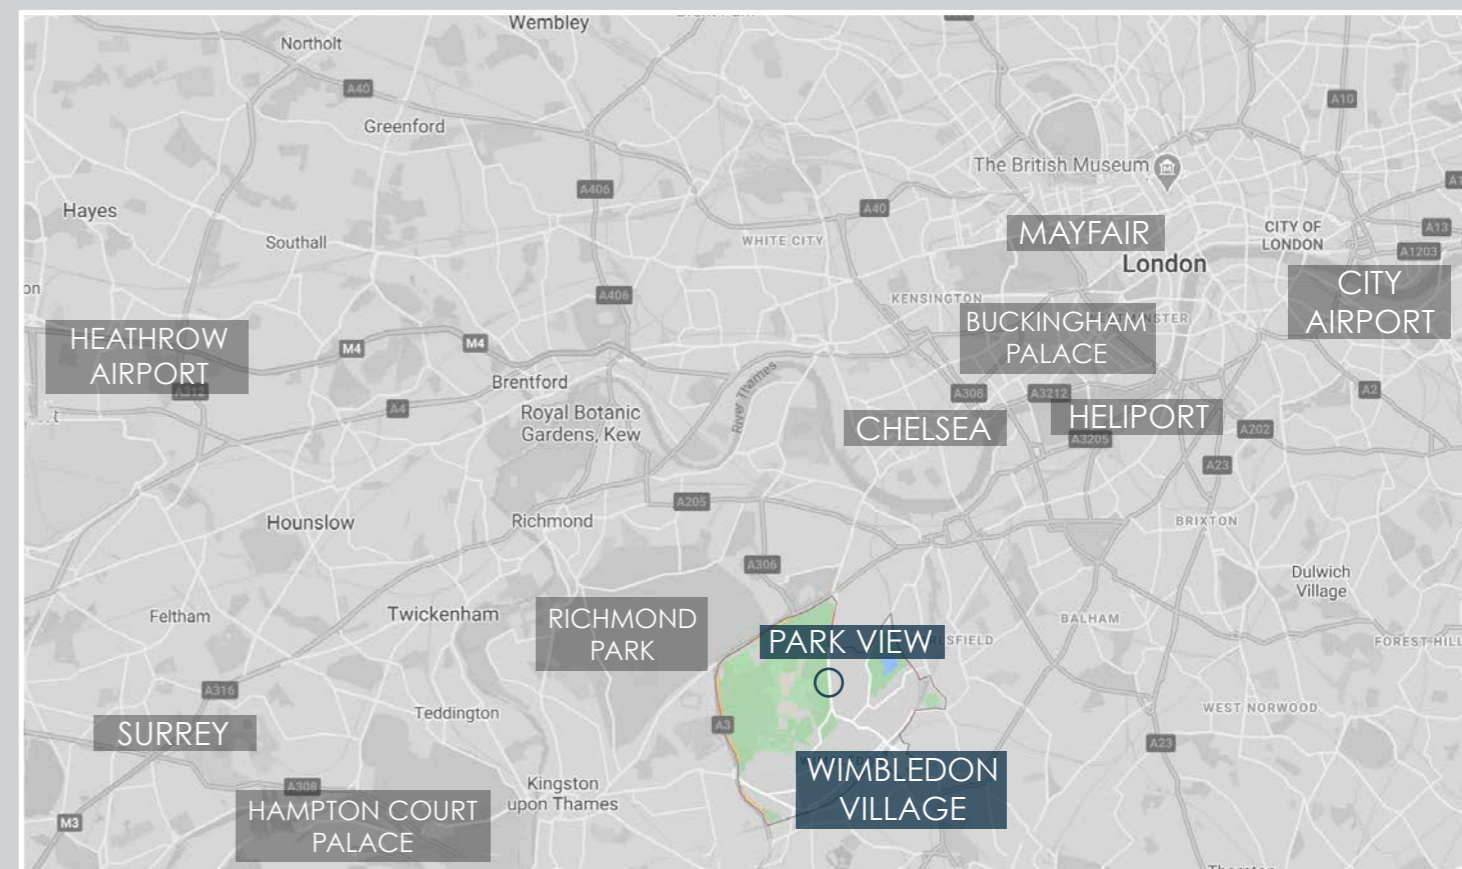 Wembley
Northolt
A40
A10
Greenford
The British Museum
A406
A40
Hayes
MAYFAIR
CITY OF
LONDON
A13
Southall
WHITE CITY
A1203
London
CITY
AIRPORT
A406
KENSINGTON
BUCKINGHAM
PALACE
HEATHROW
AIRPORT
M4
M4
A312
Brentford
River Thames
A308
A3212
A2
A4
Royal Botanic
Gardens, Kew
CHELSEA
HELIPORT
A3205
A202
A23
A205
Hounslow
Richmond
BRIXTON
A306
Dulwich
Village
Feltham
Twickenham
RICHMOND
PARK
PARK VIEW
BALHAM
FOREST HILL
A316
Teddington
A3
WEST NORWOOD
SURREY
A23
WIMBLEDON
VILLAGE
A308
Kingston
upon Thames
HAMPTON COURT
PALACE
M3